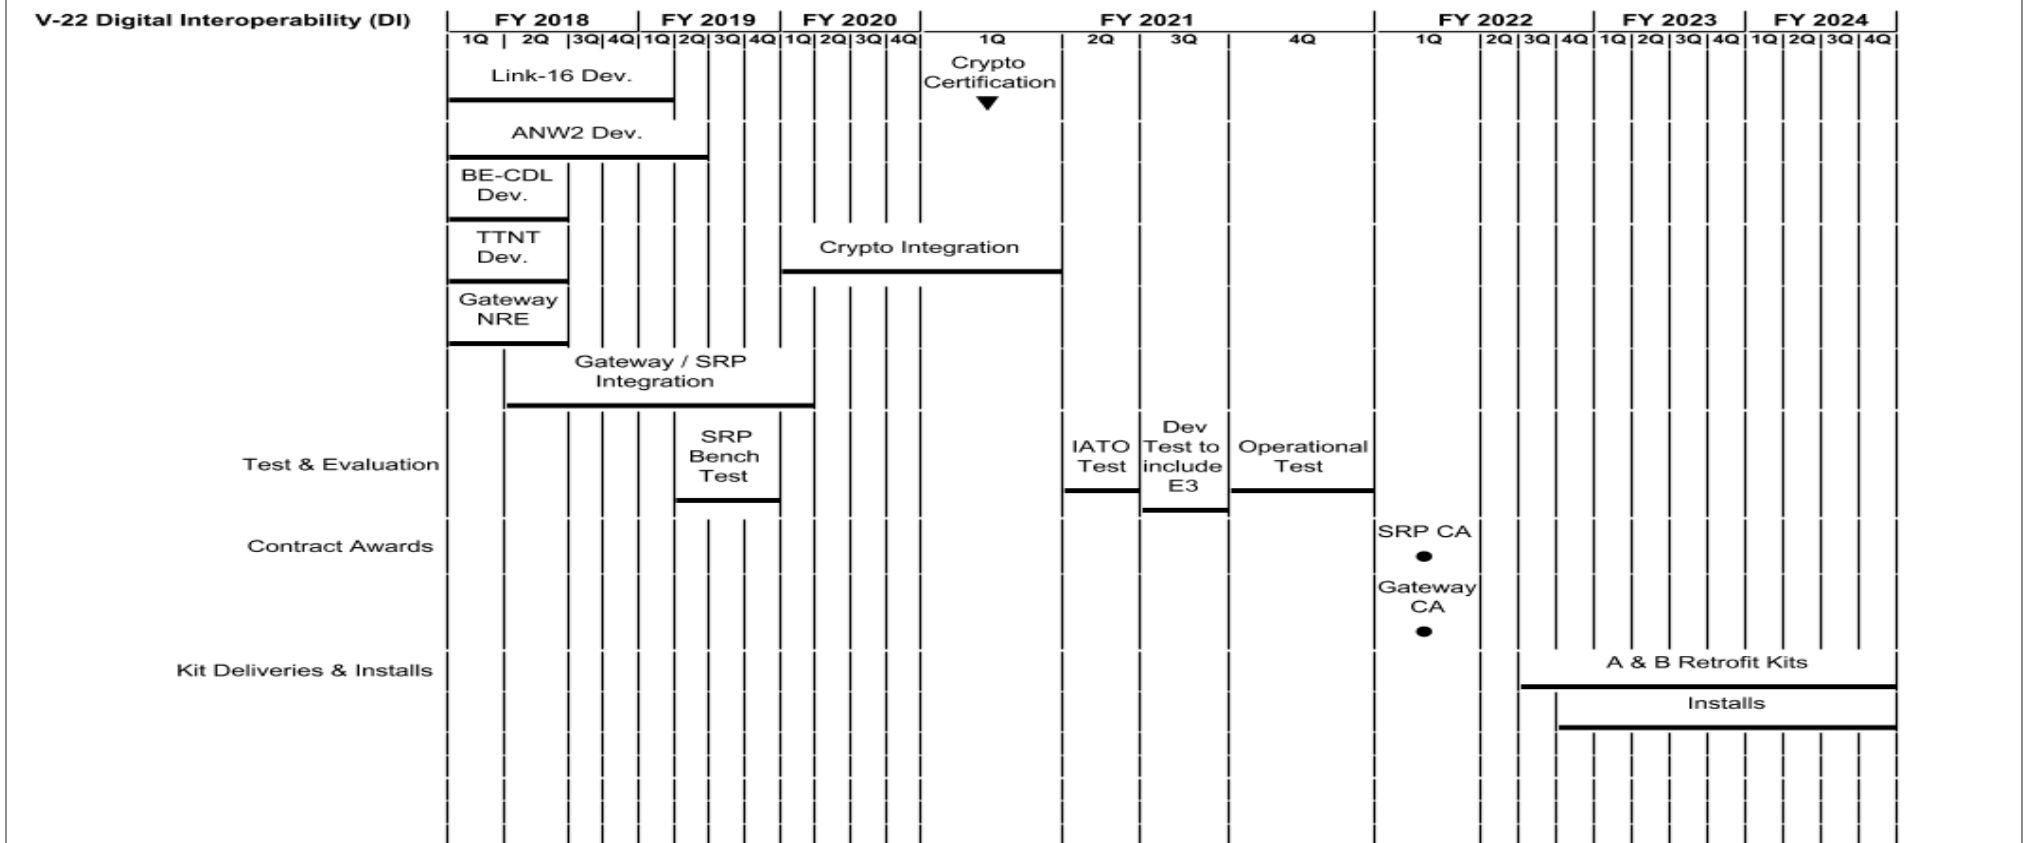 V-22 Digital Interoperability (DI) FY 2018 FY 2019 FY 2020 FY 2021 FY 2022 FY 2023 FY 2024
1Q 2Q 3Q 4Q 1Q 2Q 3Q 4Q 1Q 2Q 3Q 4Q 1Q 2Q 3Q 4Q 1Q 2Q 3Q 4Q 1Q 2Q 3Q 4Q 1Q 2Q 3Q 4Q
Link-16 Dev.
Crypto
Certification
ANW2 Dev.
BE-CDL
Dev.
TTNT
Dev.
Crypto Integration
Gateway
NRE
Gateway / SRP
Integration
Test & Evaluation
SRP
Bench
Test
IATO
Test
Dev
Test to
include
E3
Operational
Test
Contract Awards
SRP CA
Gateway
CA
Kit Deliveries & Installs
A & B Retrofit Kits
Installs